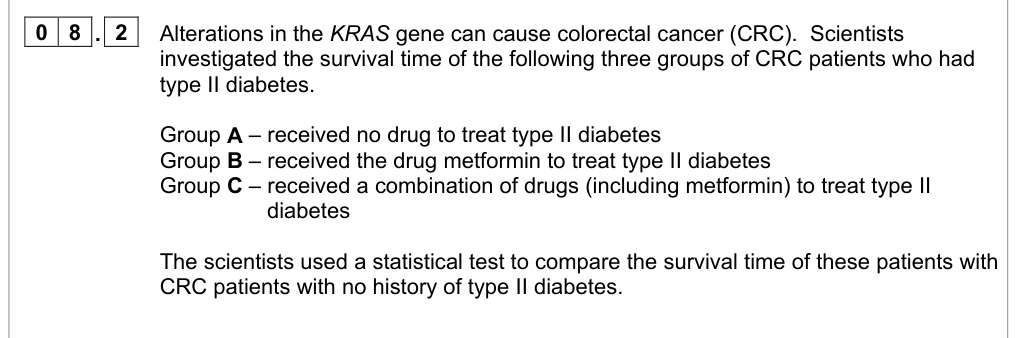 08.2 Alterations in the KRAS gene can cause colorectal cancer (CRC). Scientists
investigated the survival time of the following three groups of CRC patients who had
type II diabetes.
Group A – received no drug to treat type II diabetes
Group B – received the drug metformin to treat type II diabetes
Group C – received a combination of drugs (including metformin) to treat type II
diabetes
The scientists used a statistical test to compare the survival time of these patients with
CRC patients with no history of type II diabetes.